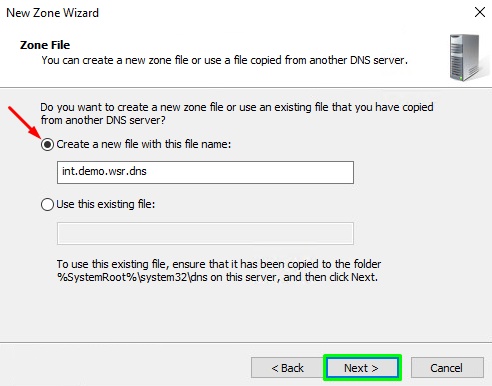 New Zone Wizard
Zone File
You can create a new zone file or use a file copied from another DNS server.
Do you want to create a new zone file or use an existing file that you have copied
from another DNS server?
Create a new file with this file name:
int.demo.wsr.dns
Use this existing file:
To use this existing file, ensure that it has been copied to the folder
%SystemRoot%\system32\dns on this server, and then click Next.
< Back
Next >
Cancel